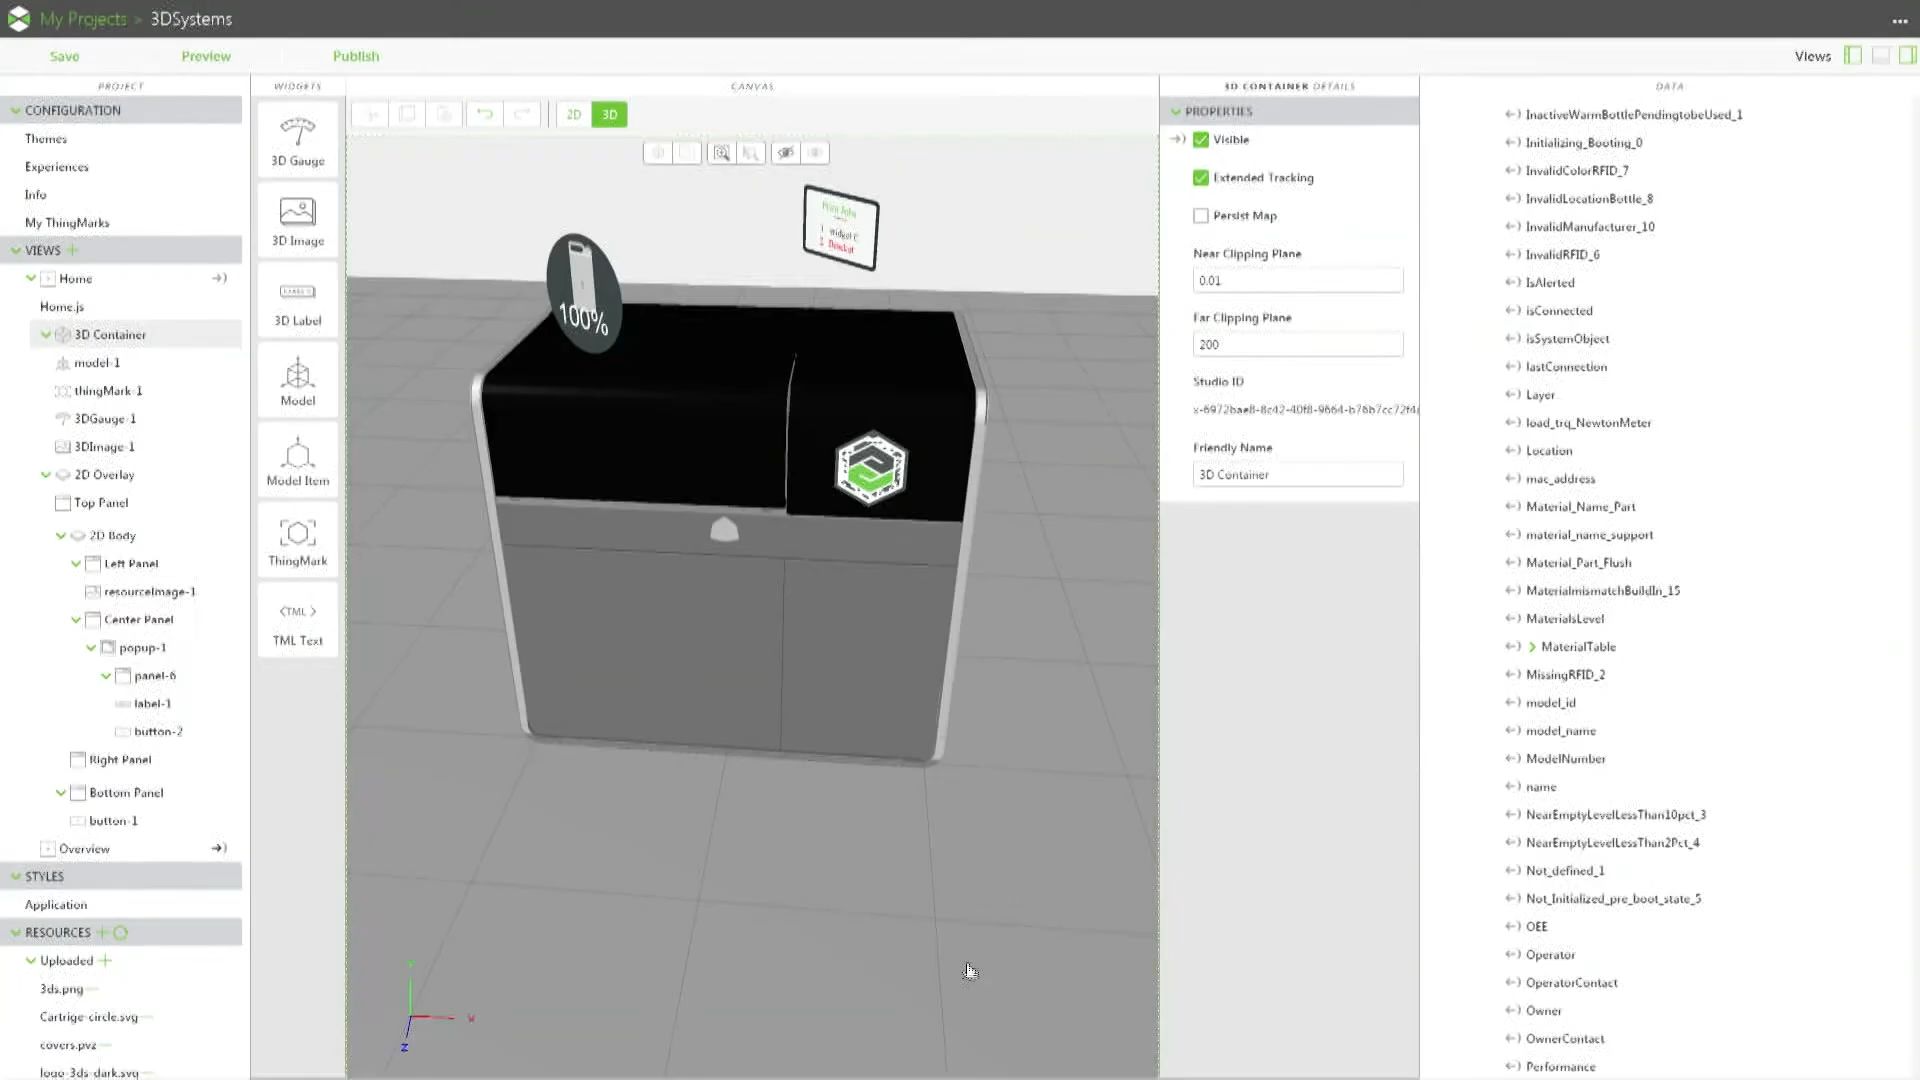 My Projects > 3DSystems
Save
Preview
Publish
Views
PROJECT
CONFIGURATION
Themes
Experiences
Info
My ThingMarks
VIEWS
Home
Home.js
3D Container
model-1
thingMark-1
3DGauge-1
3DImage-1
2D Overlay
Top Panel
2D Body
Left Panel
resourceImage-1
Center Panel
popup-1
panel-6
label-1
button-2
Right Panel
Bottom Panel
button-1
Overview
STYLES
Application
RESOURCES
Uploaded
3ds.png
Cartrige-circle.svg
covers.pvz
logo-3ds-dark.svg
WIDGETS
3D Gauge
3D Image
3D Label
Model
Model Item
ThingMark
<TML >
TML Text
CANVAS
2D
3D
100%
1 Widget C
Z
3D CONTAINER DETAILS
PROPERTIES
Visible
Extended Tracking
Persist Map
Near Clipping Plane
0.01
Far Clipping Plane
200
Studio ID
Friendly Name
3D Container
DATA
InactiveWarmBottlePendingtobeUsed_1
Initializing_Booting_0
InvalidColorRFID_7
InvalidLocationBottle_8
InvalidManufacturer_10
InvalidRFID_6
IsAlerted
isConnected
isSystemObject
lastConnection
Layer
load_trq_NewtonMeter
Location
mac_address
Material_Name_Part
material_name_support
Material_Part_Flush
MaterialmismatchBuildIn_15
MaterialsLevel
MaterialTable
MissingRFID_2
model_id
model_name
ModelNumber
name
NearEmptyLevelLessThan10pct_3
NearEmptyLevelLessThan2Pct_4
Not_defined_1
Not_Initialized_pre_boot_state_5
OEE
Operator
OperatorContact
Owner
OwnerContact
Performance